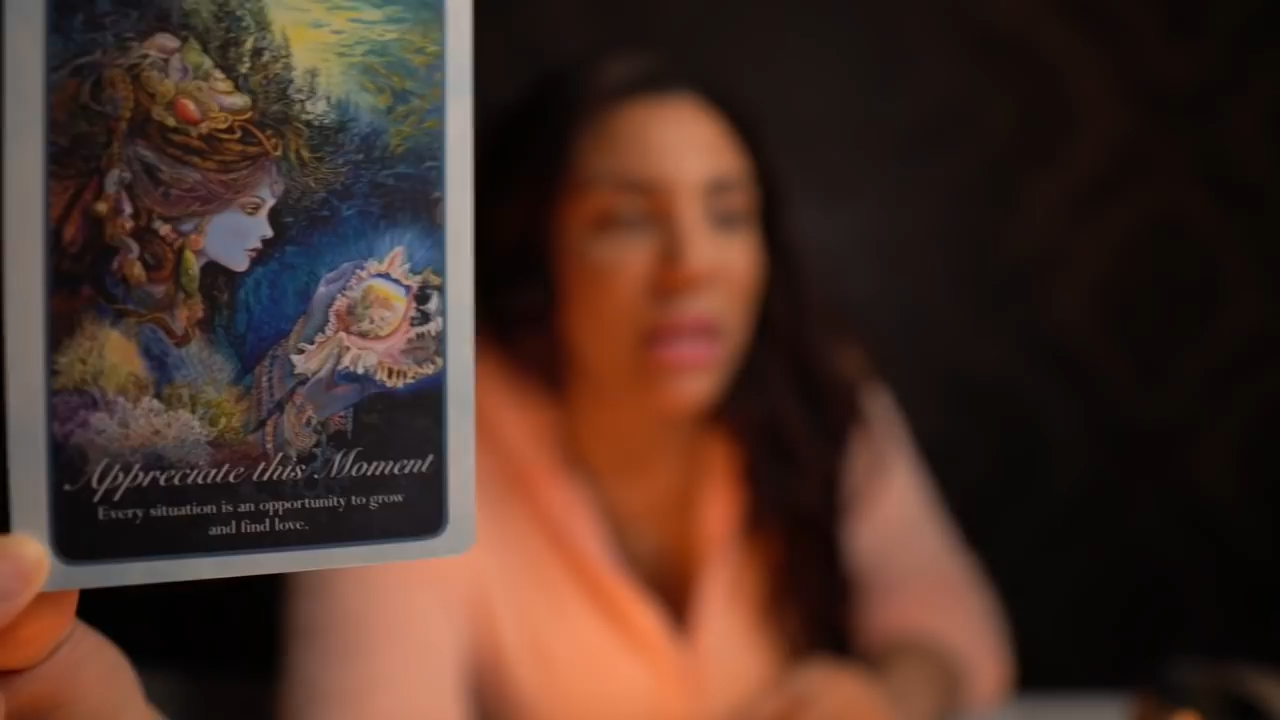 Appreciate this Moment
Every situation is an opportunity to grow
and find love.